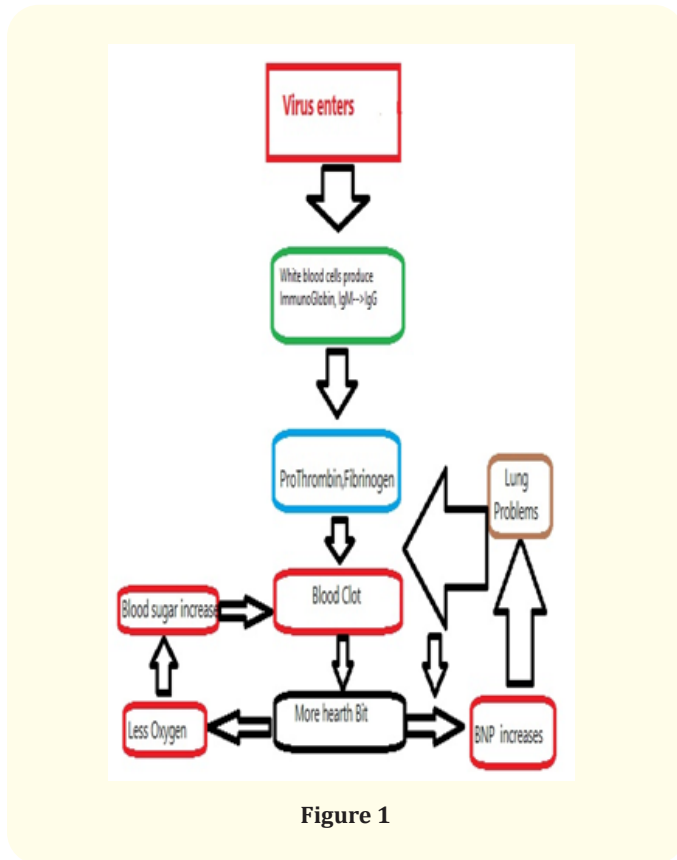 Virus enters
White blood cells produce
ImmunoGlobin, IgM-->IgG
ProThrombin,Fibrinogen
Lung
Problems
Blood Clot
Blood sugar increase
More hearth Bit
Less Oxygen
BNP increases
Figure 1